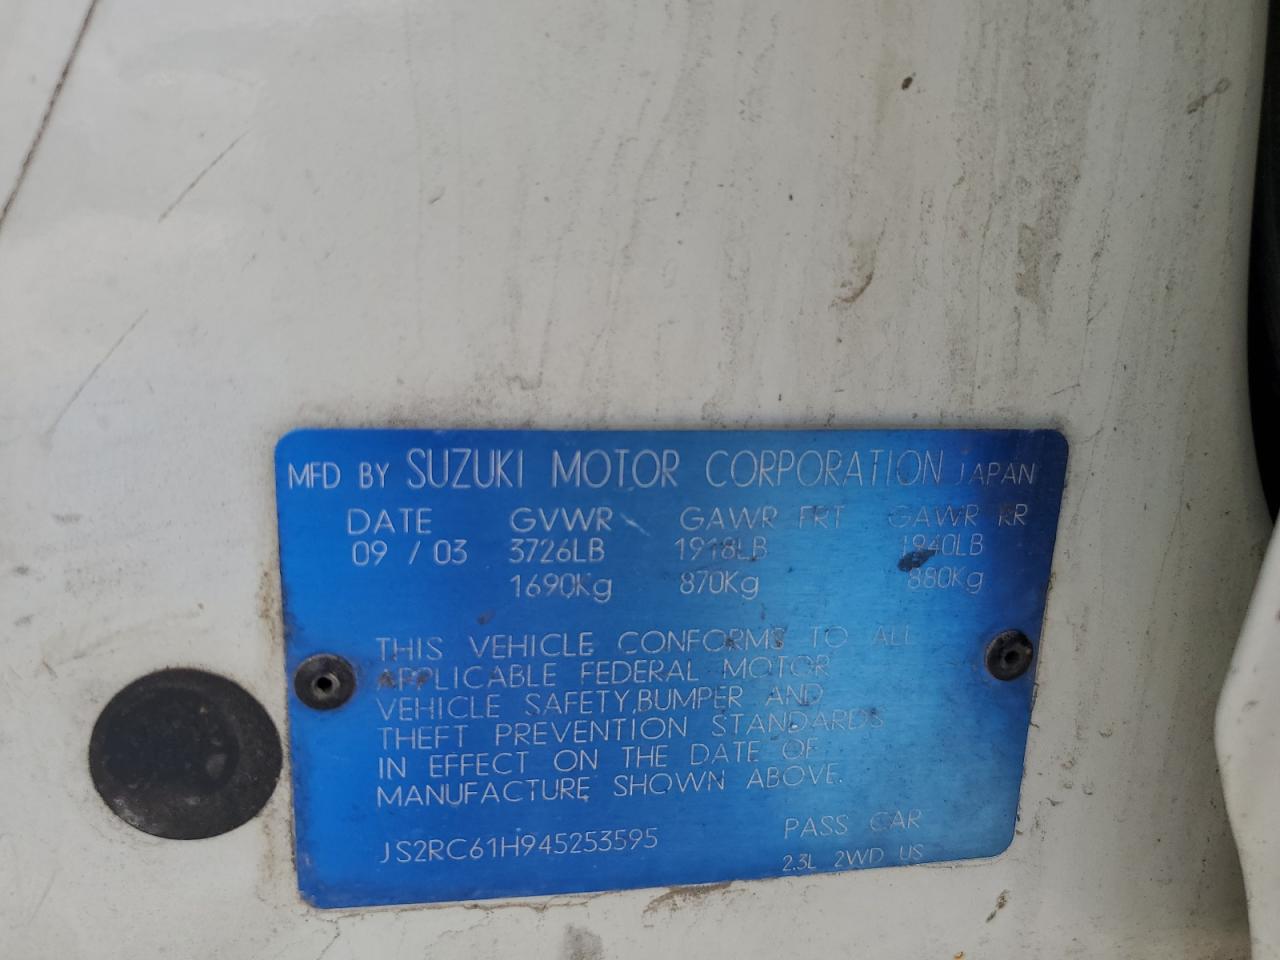 MFD BY SUZUKI MOTOR CORPORATION JAPAN
DATE GVWR GAWR FRT GAWR RR
09 / 03 3726LB 1918LB 1940LB
1690Kg 870Kg 880Kg
THIS VEHICLE CONFORMS TO ALL
APPLICABLE FEDERAL MOTOR
VEHICLE SAFETY,BUMPER AND
THEFT PREVENTION STANDARDS
IN EFFECT ON THE DATE OF
MANUFACTURE SHOWN ABOVE.
JS2RC61H945253595
PASS CAR
2.3L 2WD US